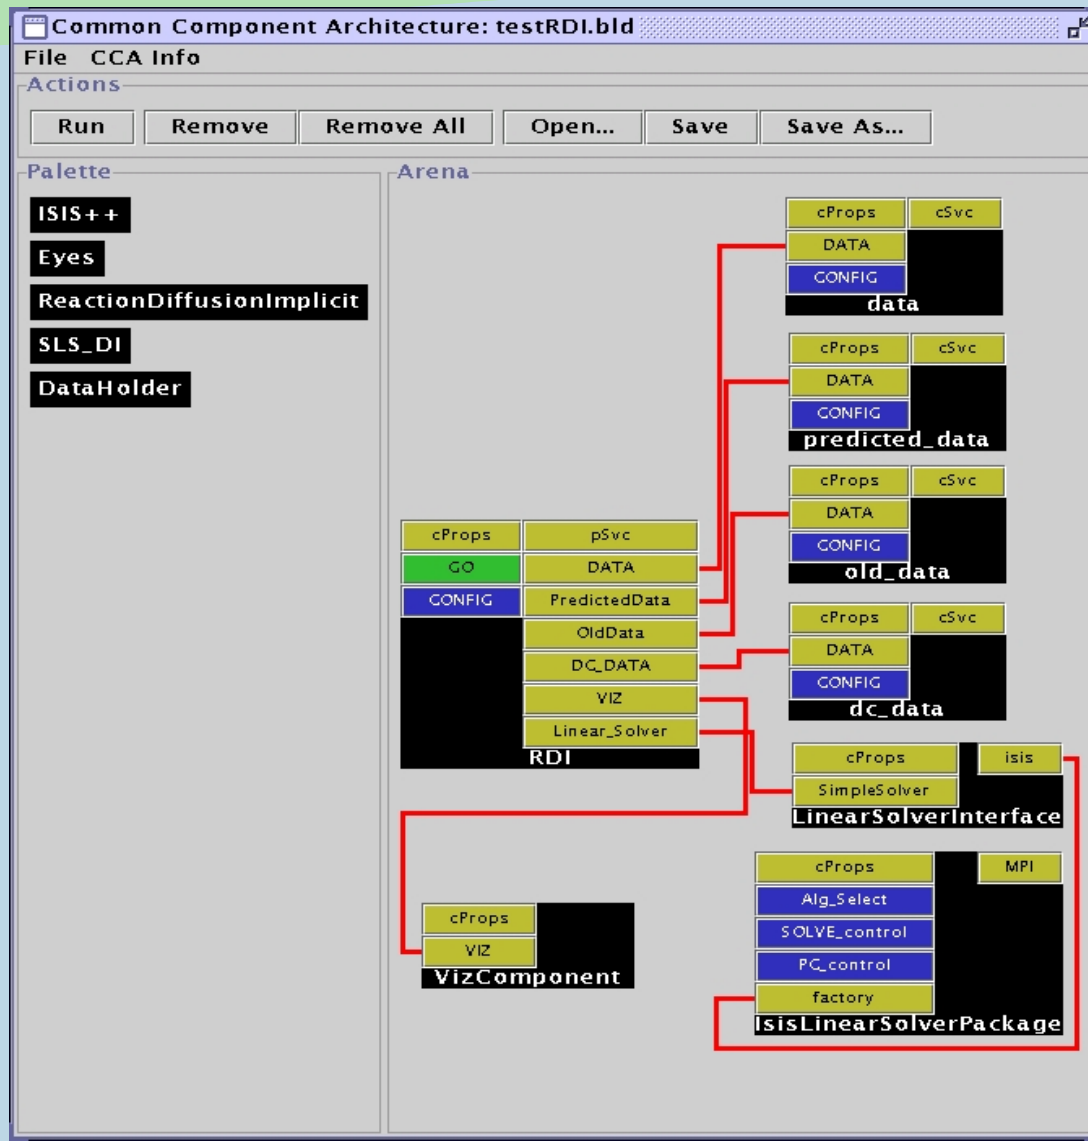 Common Component Architecture: testRDI.bld
File CCA Info
Actions
Run Remove Remove All Open... Save Save As...
Palette
ISIS++
Eyes
ReactionDiffusionImplicit
SLS_DI
DataHolder
Arena
cProps cSvc
DATA
CONFIG
data
cProps cSvc
DATA
CONFIG
predicted_data
cProps cSvc
DATA
CONFIG
old_data
cProps pSvc
GO DATA
CONFIG PredictedData
OldData
DC_DATA
VIZ
Linear_Solver
RDI
cProps cSvc
DATA
CONFIG
dc_data
cProps isis
SimpleSolver
LinearSolverInterface
cProps
VIZ
VizComponent
cProps MPI
Alg_Select
SOLVE_control
PC_control
factory
IsisLinearSolverPackage